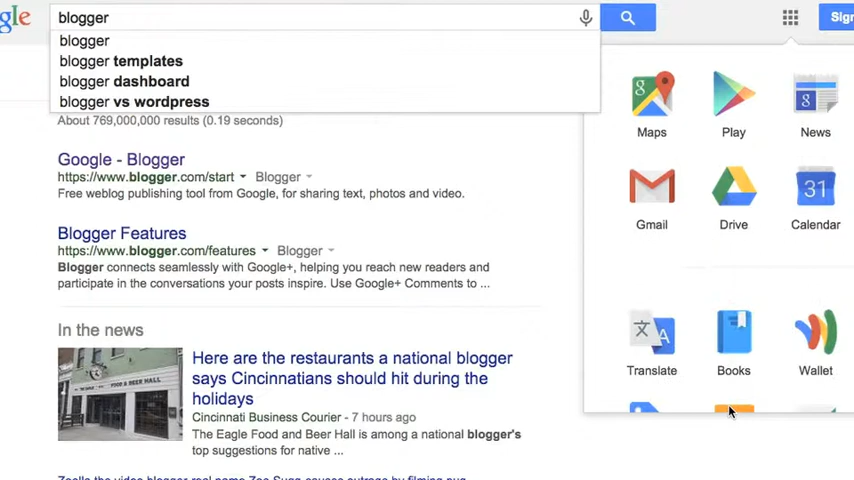 gle
blogger
Sign
blogger
blogger templates
blogger dashboard
blogger vs wordpress
About 769,000,000 results (0.19 seconds)
Google - Blogger
https://www.blogger.com/start Blogger
Free weblog publishing tool from Google, for sharing text, photos and video.
Blogger Features
https://www.blogger.com/features Blogger
Blogger connects seamlessly with Google+, helping you reach new readers and
participate in the conversations your posts inspire. Use Google+ Comments to ...
In the news
FOOD & BEER HALL
Here are the restaurants a national blogger
says Cincinnatians should hit during the
holidays
Cincinnati Business Courier - 7 hours ago
The Eagle Food and Beer Hall is among a national blogger's
top suggestions for native ...
g
Maps
Play
News
31
Gmail
Drive
Calendar
文 A
Translate
Books
Wallet